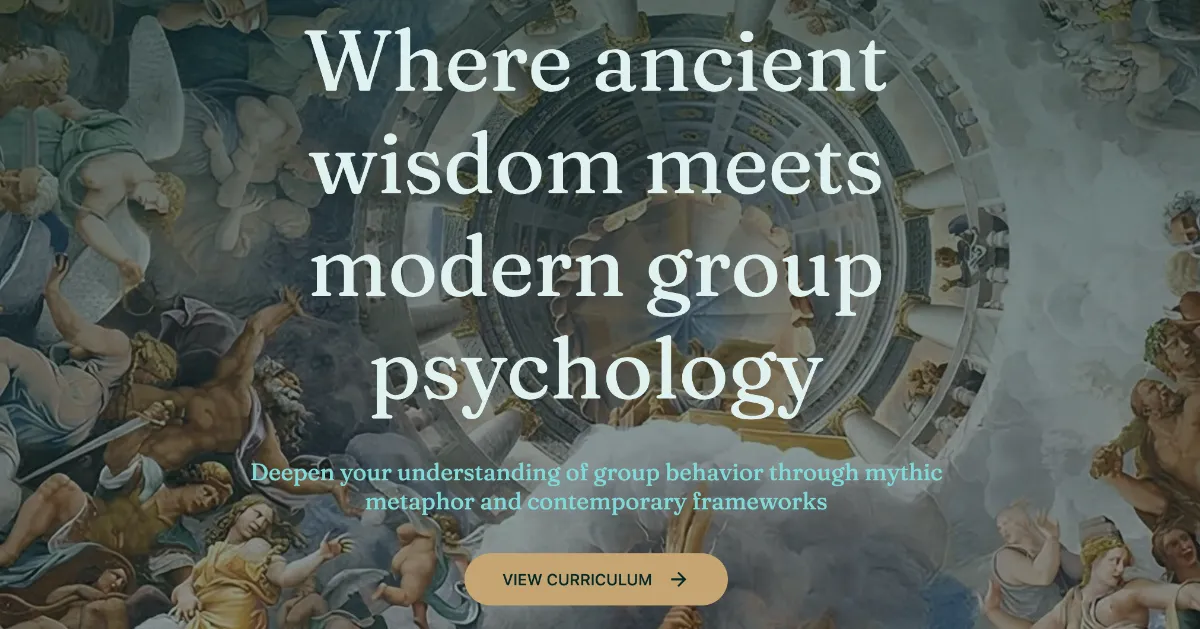 Where ancient
wisdom meets
modern group
psychology
Deepen your understanding of group behavior through mythic
metaphor and contemporary frameworks
VIEW CURRICULUM →